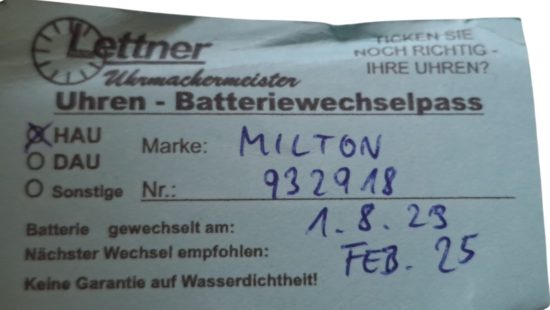 Lettner
Uhrmachermeister
TICKEN SIE
NOCH RICHTIG -
IHRE UHREN?
Uhren - Batteriewechselpass
HAU
DAU
Sonstige
Marke: MILTON
Nr.: 932918
Batterie gewechselt am: 1.8.23
Nächster Wechsel empfohlen: FEB. 25
Keine Garantie auf Wasserdichtheit!